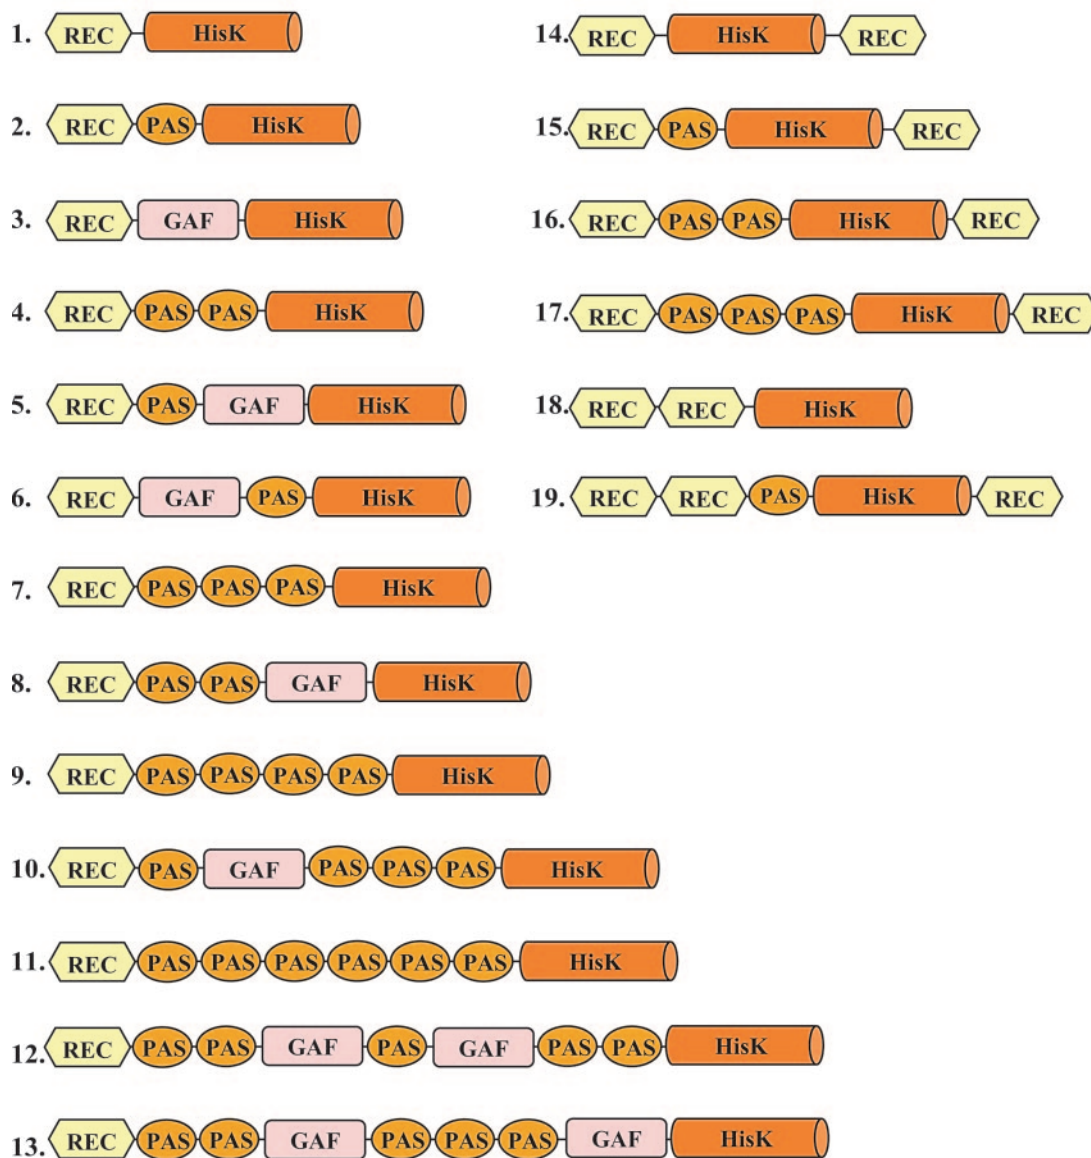 1. REC HisK
2. REC PAS HisK
3. REC GAF HisK
4. REC PAS PAS HisK
5. REC PAS GAF HisK
6. REC GAF PAS HisK
7. REC PAS PAS PAS HisK
8. REC PAS PAS GAF HisK
9. REC PAS PAS PAS PAS HisK
10. REC PAS GAF PAS PAS PAS HisK
11. REC PAS PAS PAS PAS PAS PAS HisK
12. REC PAS PAS GAF PAS GAF PAS PAS HisK
13. REC PAS PAS GAF PAS PAS PAS GAF HisK
14. REC HisK REC
15. REC PAS HisK REC
16. REC PAS PAS HisK REC
17. REC PAS PAS PAS HisK REC
18. REC REC HisK
19. REC REC PAS HisK REC